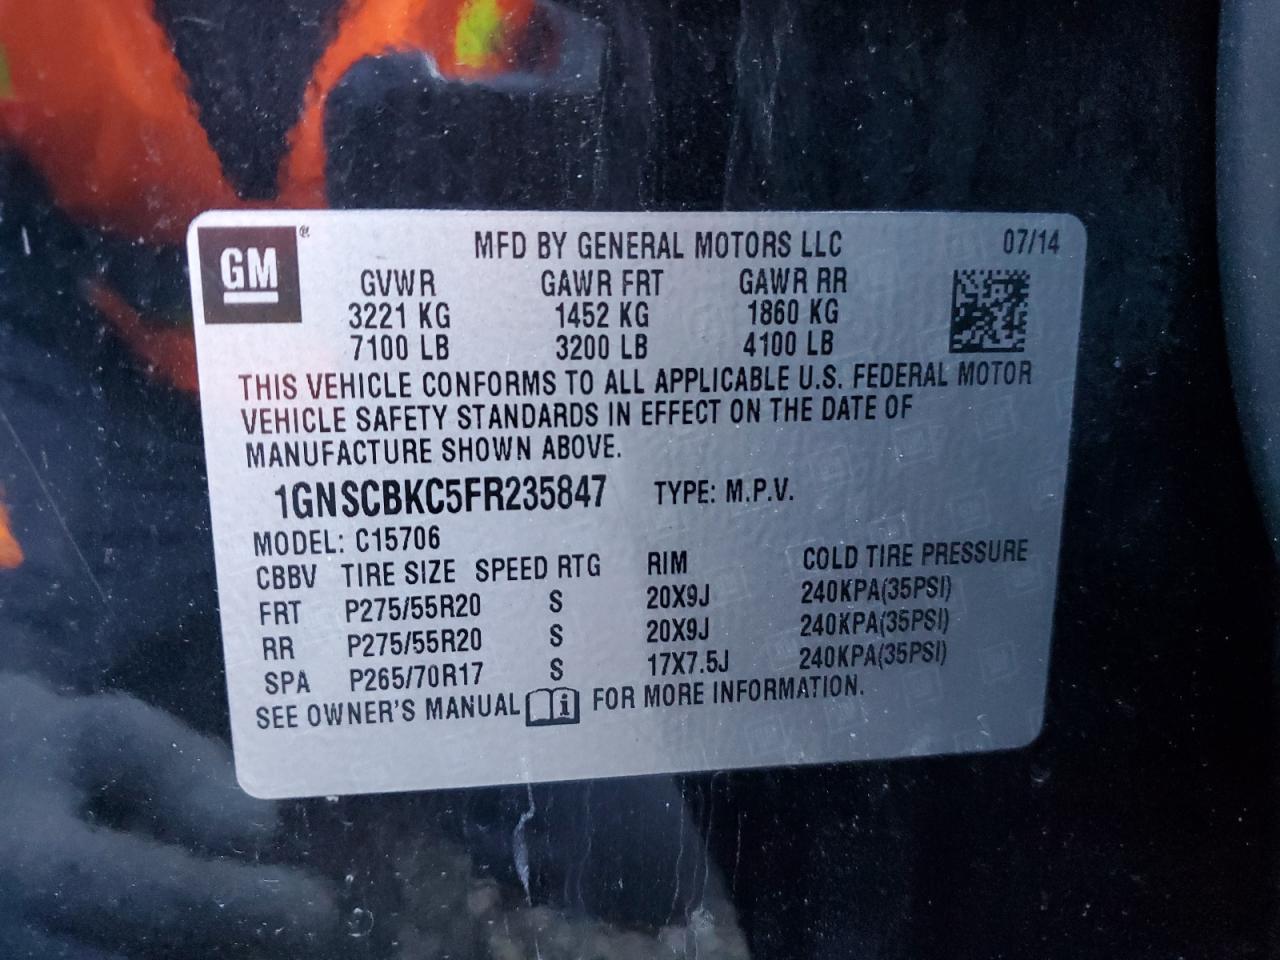 GM ®
MFD BY GENERAL MOTORS LLC 07/14
GVWR GAWR FRT GAWR RR
3221 KG 1452 KG 1860 KG
7100 LB 3200 LB 4100 LB
THIS VEHICLE CONFORMS TO ALL APPLICABLE U.S. FEDERAL MOTOR
VEHICLE SAFETY STANDARDS IN EFFECT ON THE DATE OF
MANUFACTURE SHOWN ABOVE.
1GNSCBKC5FR235847 TYPE: M.P.V.
MODEL: C15706
CBBV TIRE SIZE SPEED RTG RIM COLD TIRE PRESSURE
FRT P275/55R20 S 20X9J 240KPA(35PSI)
RR P275/55R20 S 20X9J 240KPA(35PSI)
SPA P265/70R17 S 17X7.5J 240KPA(35PSI)
SEE OWNER'S MANUAL i FOR MORE INFORMATION.